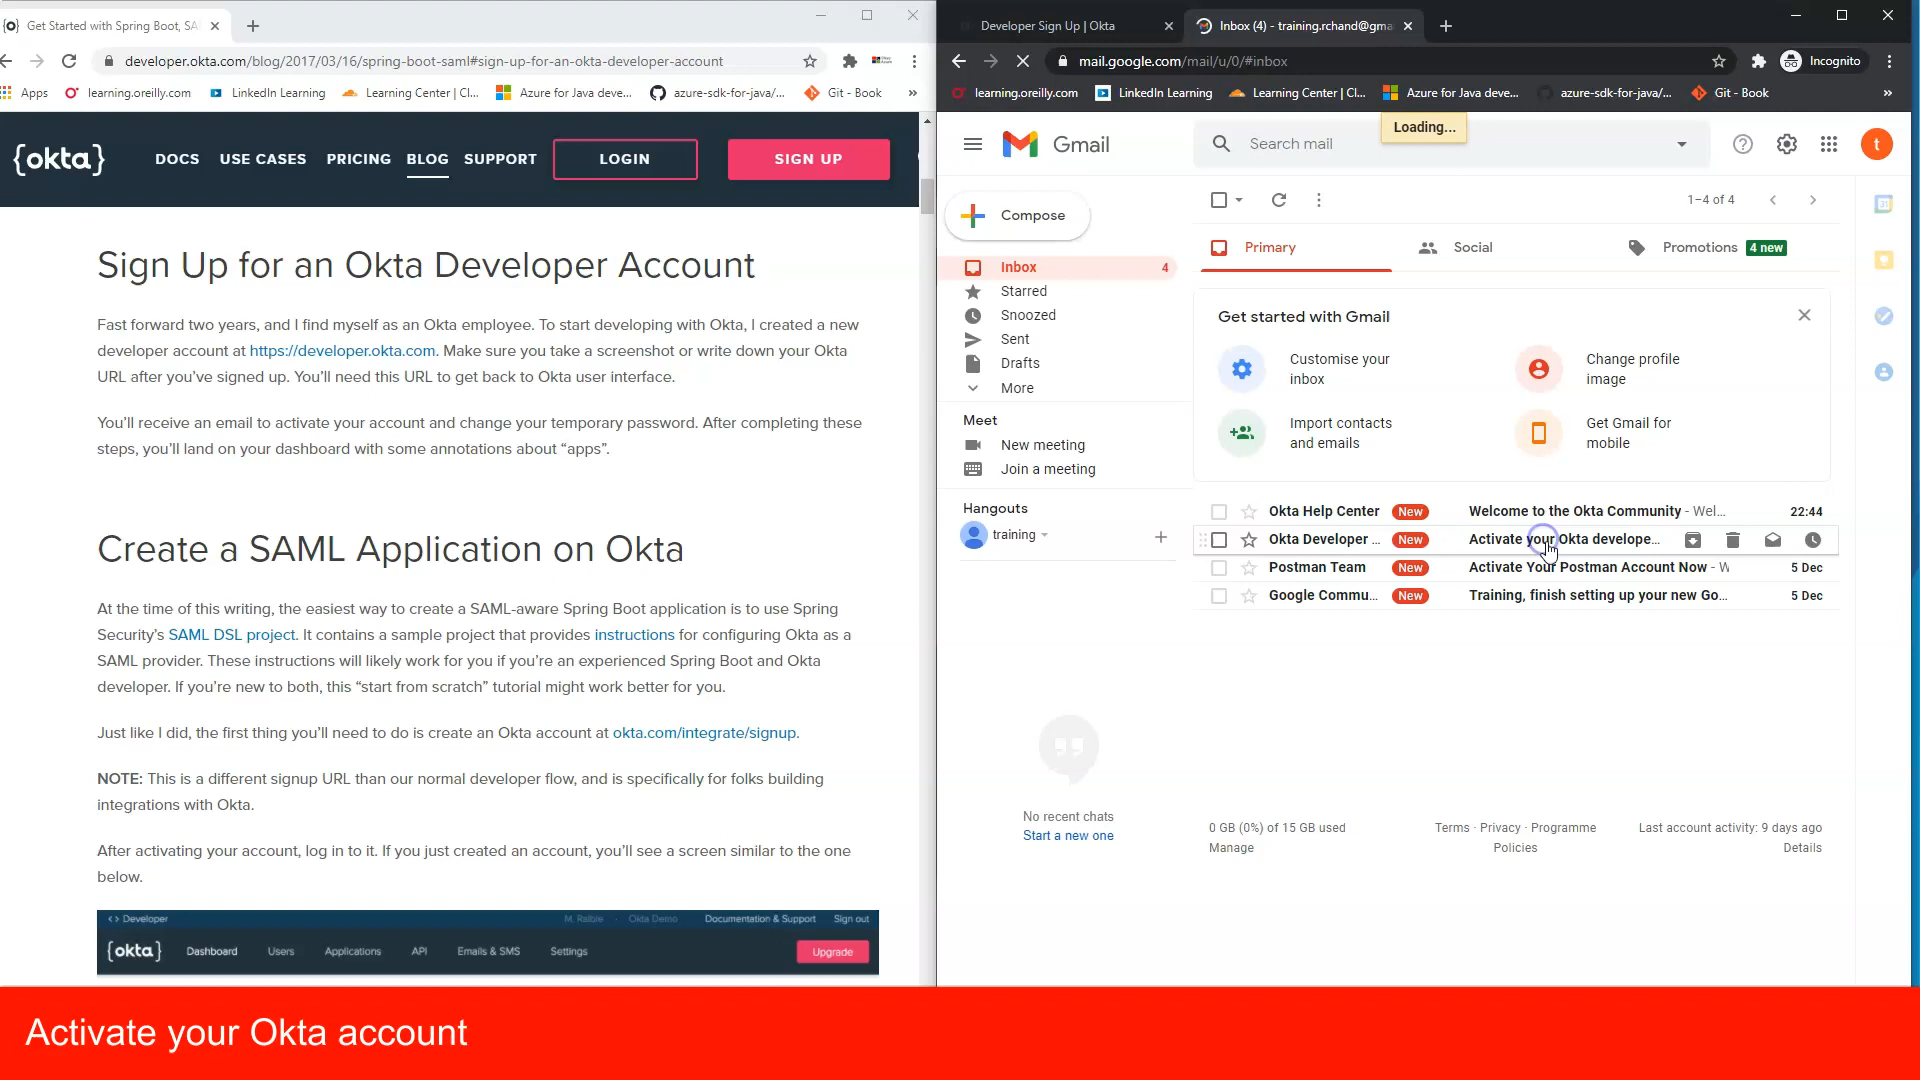 Get Started with Spring Boot, SA
developer.okta.com/blog/2017/03/16/spring-boot-saml#sign-up-for-an-okta-developer-account
Apps learning.oreilly.com LinkedIn Learning Learning Center | Cl... Azure for Java deve... azure-sdk-for-java/... Git - Book »
{okta} DOCS USE CASES PRICING BLOG SUPPORT LOGIN SIGN UP
Sign Up for an Okta Developer Account
Fast forward two years, and I find myself as an Okta employee. To start developing with Okta, I created a new
developer account at https://developer.okta.com. Make sure you take a screenshot or write down your Okta
URL after you've signed up. You'll need this URL to get back to Okta user interface.
You'll receive an email to activate your account and change your temporary password. After completing these
steps, you'll land on your dashboard with some annotations about “apps”.
Create a SAML Application on Okta
At the time of this writing, the easiest way to create a SAML-aware Spring Boot application is to use Spring
Security's SAML DSL project. It contains a sample project that provides instructions for configuring Okta as a
SAML provider. These instructions will likely work for you if you're an experienced Spring Boot and Okta
developer. If you're new to both, this “start from scratch” tutorial might work better for you.
Just like I did, the first thing you'll need to do is create an Okta account at okta.com/integrate/signup.
NOTE: This is a different signup URL than our normal developer flow, and is specifically for folks building
integrations with Okta.
After activating your account, log in to it. If you just created an account, you'll see a screen similar to the one
below.
<> Developer M. Raible · Okta Demo Documentation & Support Sign out
{okta} Dashboard Users Applications API Emails & SMS Settings Upgrade
Developer Sign Up | Okta Inbox (4) - training.rchand@gma
mail.google.com/mail/u/0/#inbox Incognito
learning.oreilly.com LinkedIn Learning Learning Center | Cl... Azure for Java deve... azure-sdk-for-java/... Git - Book »
Loading...
Gmail Search mail t
Compose
1–4 of 4
Primary Social Promotions 4 new
Inbox 4
Starred
Snoozed
Sent
Drafts
More
Meet
New meeting
Join a meeting
Hangouts
training
No recent chats
Start a new one
Get started with Gmail
Customise your
inbox
Change profile
image
Import contacts
and emails
Get Gmail for
mobile
Okta Help Center New Welcome to the Okta Community - Wel... 22:44
Okta Developer ... New Activate your Okta develope...
Postman Team New Activate Your Postman Account Now - W 5 Dec
Google Commu... New Training, finish setting up your new Go... 5 Dec
0 GB (0%) of 15 GB used
Manage
Terms · Privacy · Programme
Policies
Last account activity: 9 days ago
Details
31
Activate your Okta account